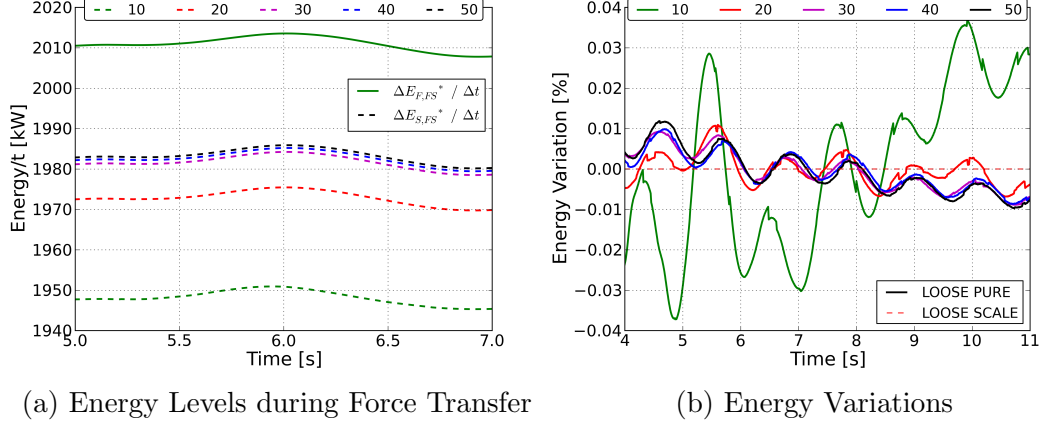 2020
2010
2000
1990
1980
1970
1960
1950
1940
Energy/t [kW]
10 20 30 40 50
ΔE_{F,FS}^* / Δt
ΔE_{S,FS}^* / Δt
5.0 5.5 6.0 6.5 7.0
Time [s]
(a) Energy Levels during Force Transfer
0.04
0.03
0.02
0.01
0.00
−0.01
−0.02
−0.03
−0.04
Energy Variation [%]
10 20 30 40 50
LOOSE PURE
LOOSE SCALE
4 5 6 7 8 9 10 11
Time [s]
(b) Energy Variations